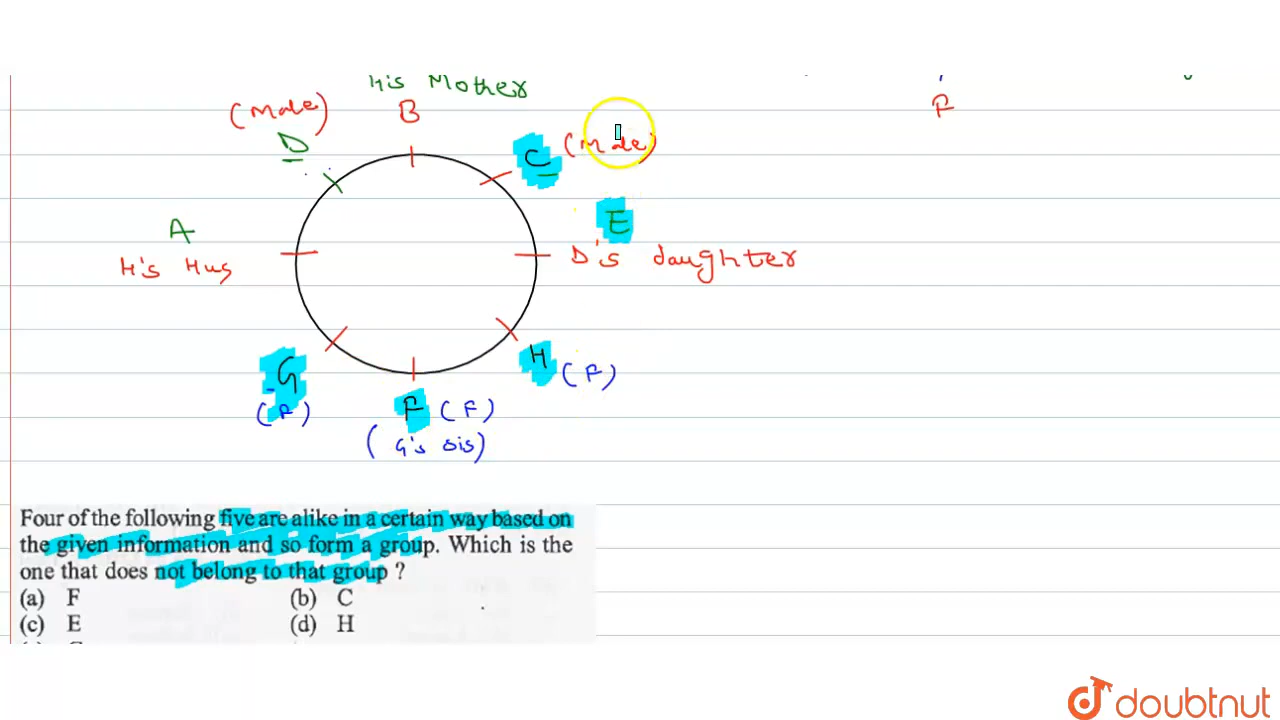 His Mother
(Male) B
D C (Male)
A E
H's Hus D's daughter
G H (F)
(F) F (F)
(G's sis)
F
Four of the following five are alike in a certain way based on
the given information and so form a group. Which is the
one that does not belong to that group ?
(a) F (b) C
(c) E (d) H
doubtnut